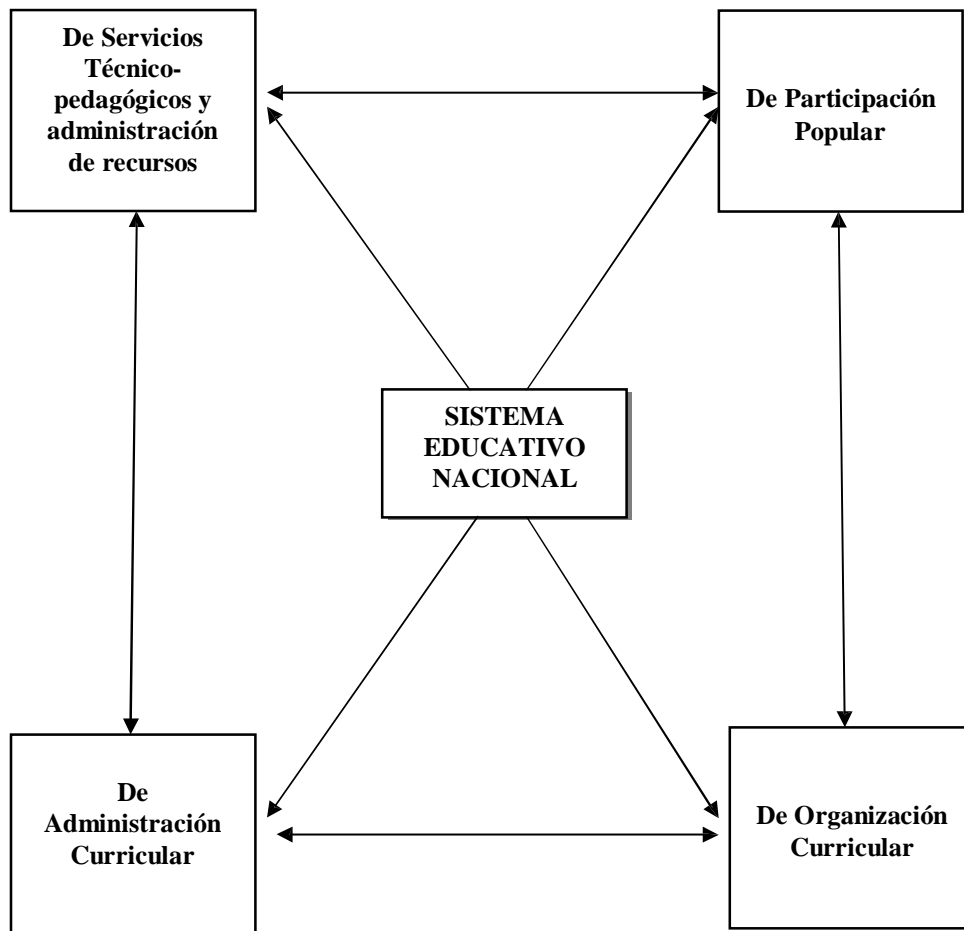 De Servicios
Técnico-
pedagógicos y
administración
de recursos
De Participación
Popular
SISTEMA
EDUCATIVO
NACIONAL
De
Administración
Curricular
De Organización
Curricular